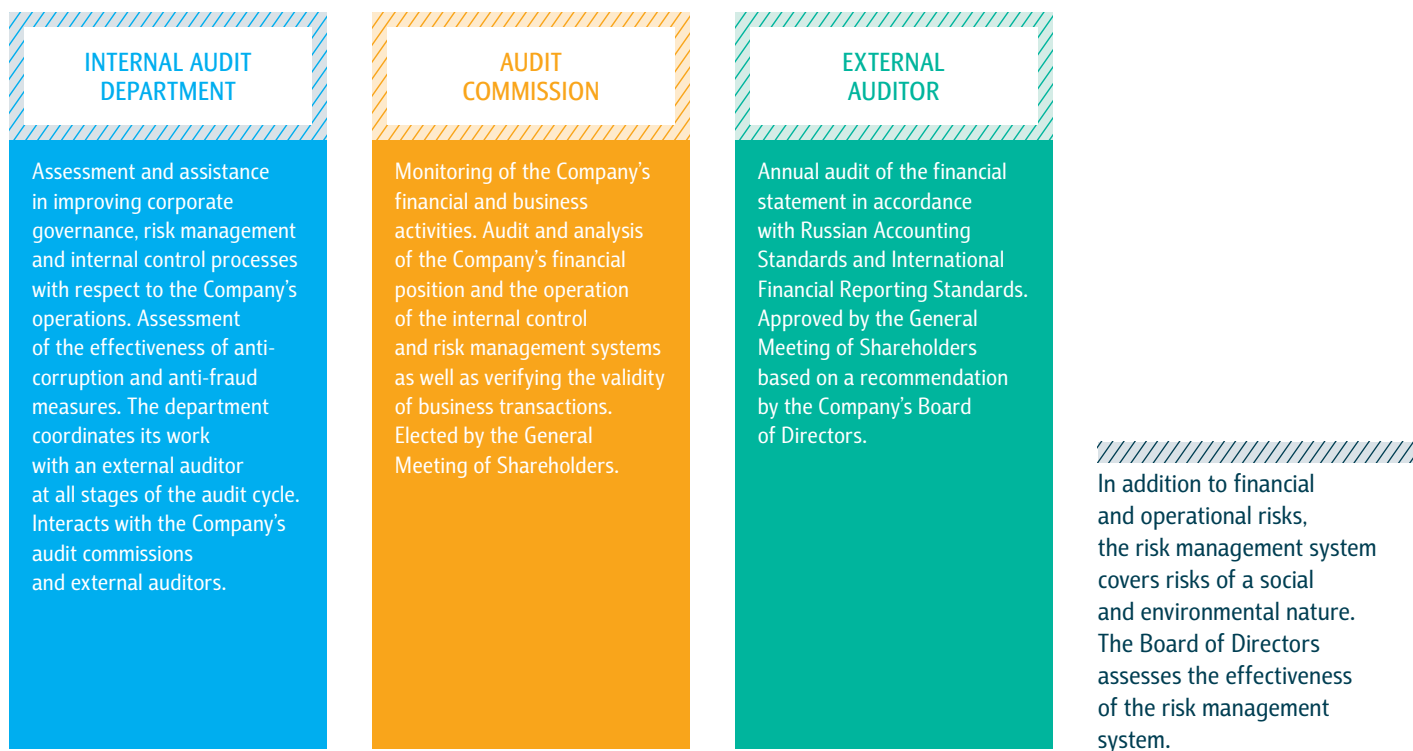 INTERNAL AUDIT
DEPARTMENT
Assessment and assistance
in improving corporate
governance, risk management
and internal control processes
with respect to the Company's
operations. Assessment
of the effectiveness of anti-
corruption and anti-fraud
measures. The department
coordinates its work
with an external auditor
at all stages of the audit cycle.
Interacts with the Company's
audit commissions
and external auditors.
AUDIT
COMMISSION
Monitoring of the Company's
financial and business
activities. Audit and analysis
of the Company's financial
position and the operation
of the internal control
and risk management systems
as well as verifying the validity
of business transactions.
Elected by the General
Meeting of Shareholders.
EXTERNAL
AUDITOR
Annual audit of the financial
statement in accordance
with Russian Accounting
Standards and International
Financial Reporting Standards.
Approved by the General
Meeting of Shareholders
based on a recommendation
by the Company's Board
of Directors.
In addition to financial
and operational risks,
the risk management system
covers risks of a social
and environmental nature.
The Board of Directors
assesses the effectiveness
of the risk management
system.